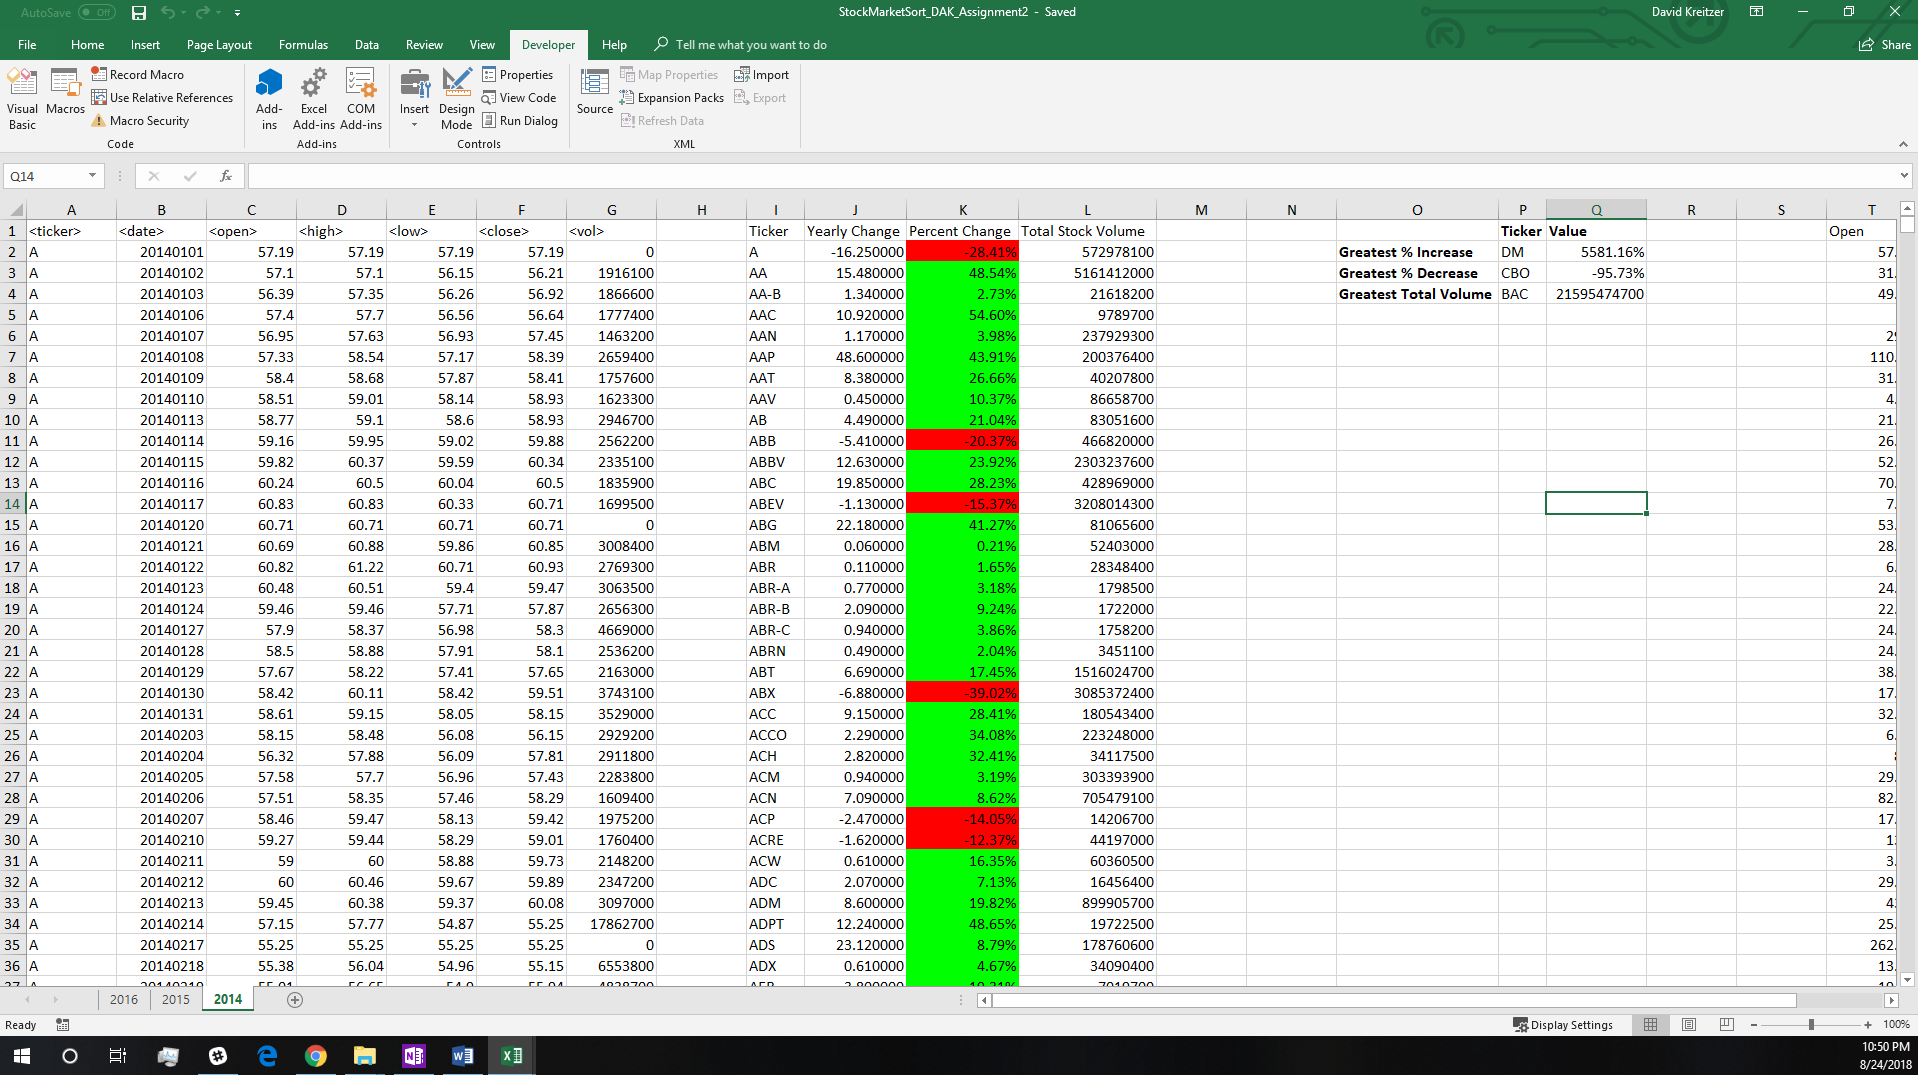 AutoSave Off StockMarketSort_DAK_Assignment2 - Saved David Kreitzer
File Home Insert Page Layout Formulas Data Review View Developer Help Tell me what you want to do Share
Visual Basic Macros Record Macro Use Relative References Macro Security Code
Add-ins Excel Add-ins COM Add-ins Add-ins
Insert Design Mode Properties View Code Run Dialog Controls
Source Map Properties Expansion Packs Refresh Data Import Export XML
Q14 fx
A B C D E F G H I J K L M N O P Q R S T
1 <ticker> <date> <open> <high> <low> <close> <vol> Ticker Yearly Change Percent Change Total Stock Volume Ticker Value Open
2 A 20140101 57.19 57.19 57.19 57.19 0 A -16.250000 -28.41% 572978100 Greatest % Increase DM 5581.16% 57.
3 A 20140102 57.1 57.1 56.15 56.21 1916100 AA 15.480000 48.54% 5161412000 Greatest % Decrease CBO -95.73% 31.
4 A 20140103 56.39 57.35 56.26 56.92 1866600 AA-B 1.340000 2.73% 21618200 Greatest Total Volume BAC 21595474700 49.
5 A 20140106 57.4 57.7 56.56 56.64 1777400 AAC 10.920000 54.60% 9789700
6 A 20140107 56.95 57.63 56.93 57.45 1463200 AAN 1.170000 3.98% 237929300
7 A 20140108 57.33 58.54 57.17 58.39 2659400 AAP 48.600000 43.91% 200376400 110.
8 A 20140109 58.4 58.68 57.87 58.41 1757600 AAT 8.380000 26.66% 40207800 31.
9 A 20140110 58.51 59.01 58.14 58.93 1623300 AAV 0.450000 10.37% 86658700 4.
10 A 20140113 58.77 59.1 58.6 58.93 2946700 AB 4.490000 21.04% 83051600 21.
11 A 20140114 59.16 59.95 59.02 59.88 2562200 ABB -5.410000 -20.37% 466820000 26.
12 A 20140115 59.82 60.37 59.59 60.34 2335100 ABBV 12.630000 23.92% 2303237600 52.
13 A 20140116 60.24 60.5 60.04 60.5 1835900 ABC 19.850000 28.23% 428969000 70.
14 A 20140117 60.83 60.83 60.33 60.71 1699500 ABEV -1.130000 -15.37% 3208014300 7.
15 A 20140120 60.71 60.71 60.71 60.71 0 ABG 22.180000 41.27% 81065600 53.
16 A 20140121 60.69 60.88 59.86 60.85 3008400 ABM 0.060000 0.21% 52403000 28.
17 A 20140122 60.82 61.22 60.71 60.93 2769300 ABR 0.110000 1.65% 28348400 6.
18 A 20140123 60.48 60.51 59.4 59.47 3063500 ABR-A 0.770000 3.18% 1798500 24.
19 A 20140124 59.46 59.46 57.71 57.87 2656300 ABR-B 2.090000 9.24% 1722000 22.
20 A 20140127 57.9 58.37 56.98 58.3 4669000 ABR-C 0.940000 3.86% 1758200 24.
21 A 20140128 58.5 58.88 57.91 58.1 2536200 ABRN 0.490000 2.04% 3451100 24.
22 A 20140129 57.67 58.22 57.41 57.65 2163000 ABT 6.690000 17.45% 1516024700 38.
23 A 20140130 58.42 60.11 58.42 59.51 3743100 ABX -6.880000 -39.02% 3085372400 17.
24 A 20140131 58.61 59.15 58.05 58.15 3529000 ACC 9.150000 28.41% 180543400 32.
25 A 20140203 58.15 58.48 56.08 56.15 2929200 ACCO 2.290000 34.08% 223248000 6.
26 A 20140204 56.32 57.88 56.09 57.81 2911800 ACH 2.820000 32.41% 34117500
27 A 20140205 57.58 57.7 56.96 57.43 2283800 ACM 0.940000 3.19% 303393900 29.
28 A 20140206 57.51 58.35 57.46 58.29 1609400 ACN 7.090000 8.62% 705479100 82.
29 A 20140207 58.46 59.47 58.13 59.42 1975200 ACP -2.470000 -14.05% 14206700 17.
30 A 20140210 59.27 59.44 58.29 59.01 1760400 ACRE -1.620000 -12.37% 44197000
31 A 20140211 59 60 58.88 59.73 2148200 ACW 0.610000 16.35% 60360500 3.
32 A 20140212 60 60.46 59.67 59.89 2347200 ADC 2.070000 7.13% 16456400 29.
33 A 20140213 59.45 60.38 59.37 60.08 3097000 ADM 8.600000 19.82% 899905700
34 A 20140214 57.15 57.77 54.87 55.25 17862700 ADPT 12.240000 48.65% 19722500 25.
35 A 20140217 55.25 55.25 55.25 55.25 0 ADS 23.120000 8.79% 178760600 262.
36 A 20140218 55.38 56.04 54.96 55.15 6553800 ADX 0.610000 4.67% 34090400 13.
2016 2015 2014
Ready Display Settings 100%
10:50 PM
8/24/2018